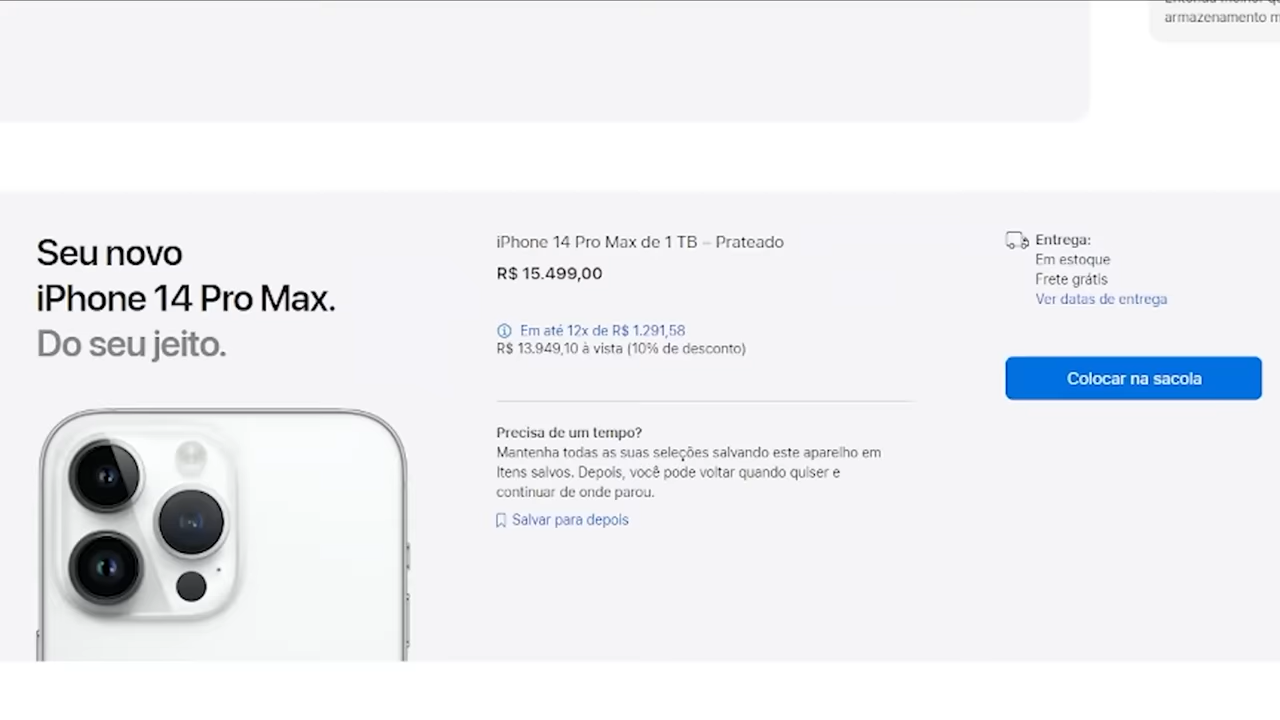 armazenamento m
Seu novo
iPhone 14 Pro Max.
Do seu jeito.
iPhone 14 Pro Max de 1 TB – Prateado
R$ 15.499,00
Em até 12x de R$ 1.291,58
R$ 13.949,10 à vista (10% de desconto)
Precisa de um tempo?
Mantenha todas as suas seleções salvando este aparelho em
Itens salvos. Depois, você pode voltar quando quiser e
continuar de onde parou.
Salvar para depois
Entrega:
Em estoque
Frete grátis
Ver datas de entrega
Colocar na sacola